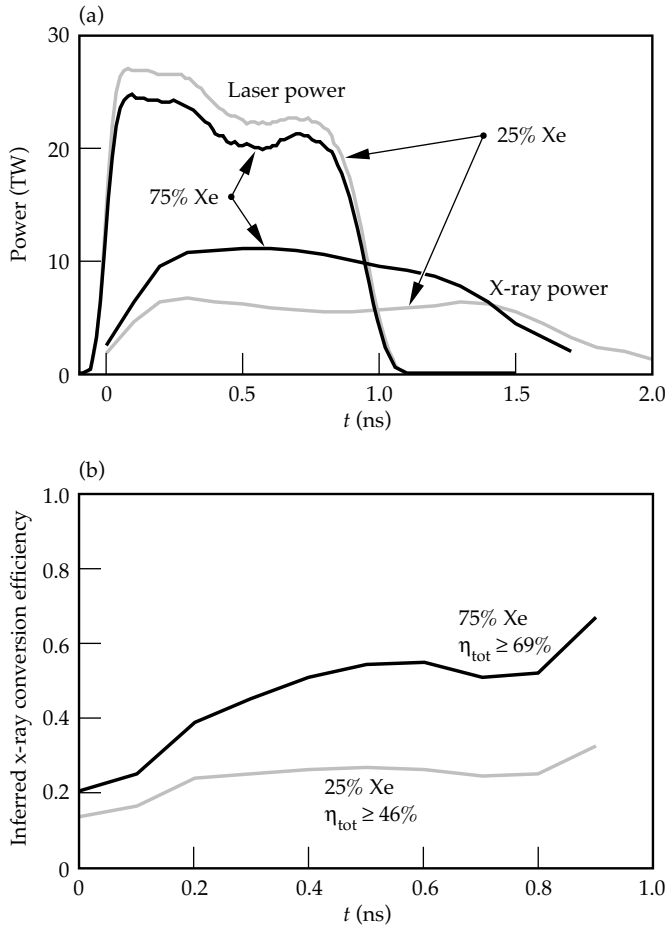 (a)
30
20
10
0
Power (TW)
Laser power
25% Xe
75% Xe
X-ray power
0
0.5
1.0
1.5
2.0
t (ns)
(b)
1.0
0.8
0.6
0.4
0.2
0
Inferred x-ray conversion efficiency
75% Xe
ηtot ≥ 69%
25% Xe
ηtot ≥ 46%
0
0.2
0.4
0.6
0.8
1.0
t (ns)